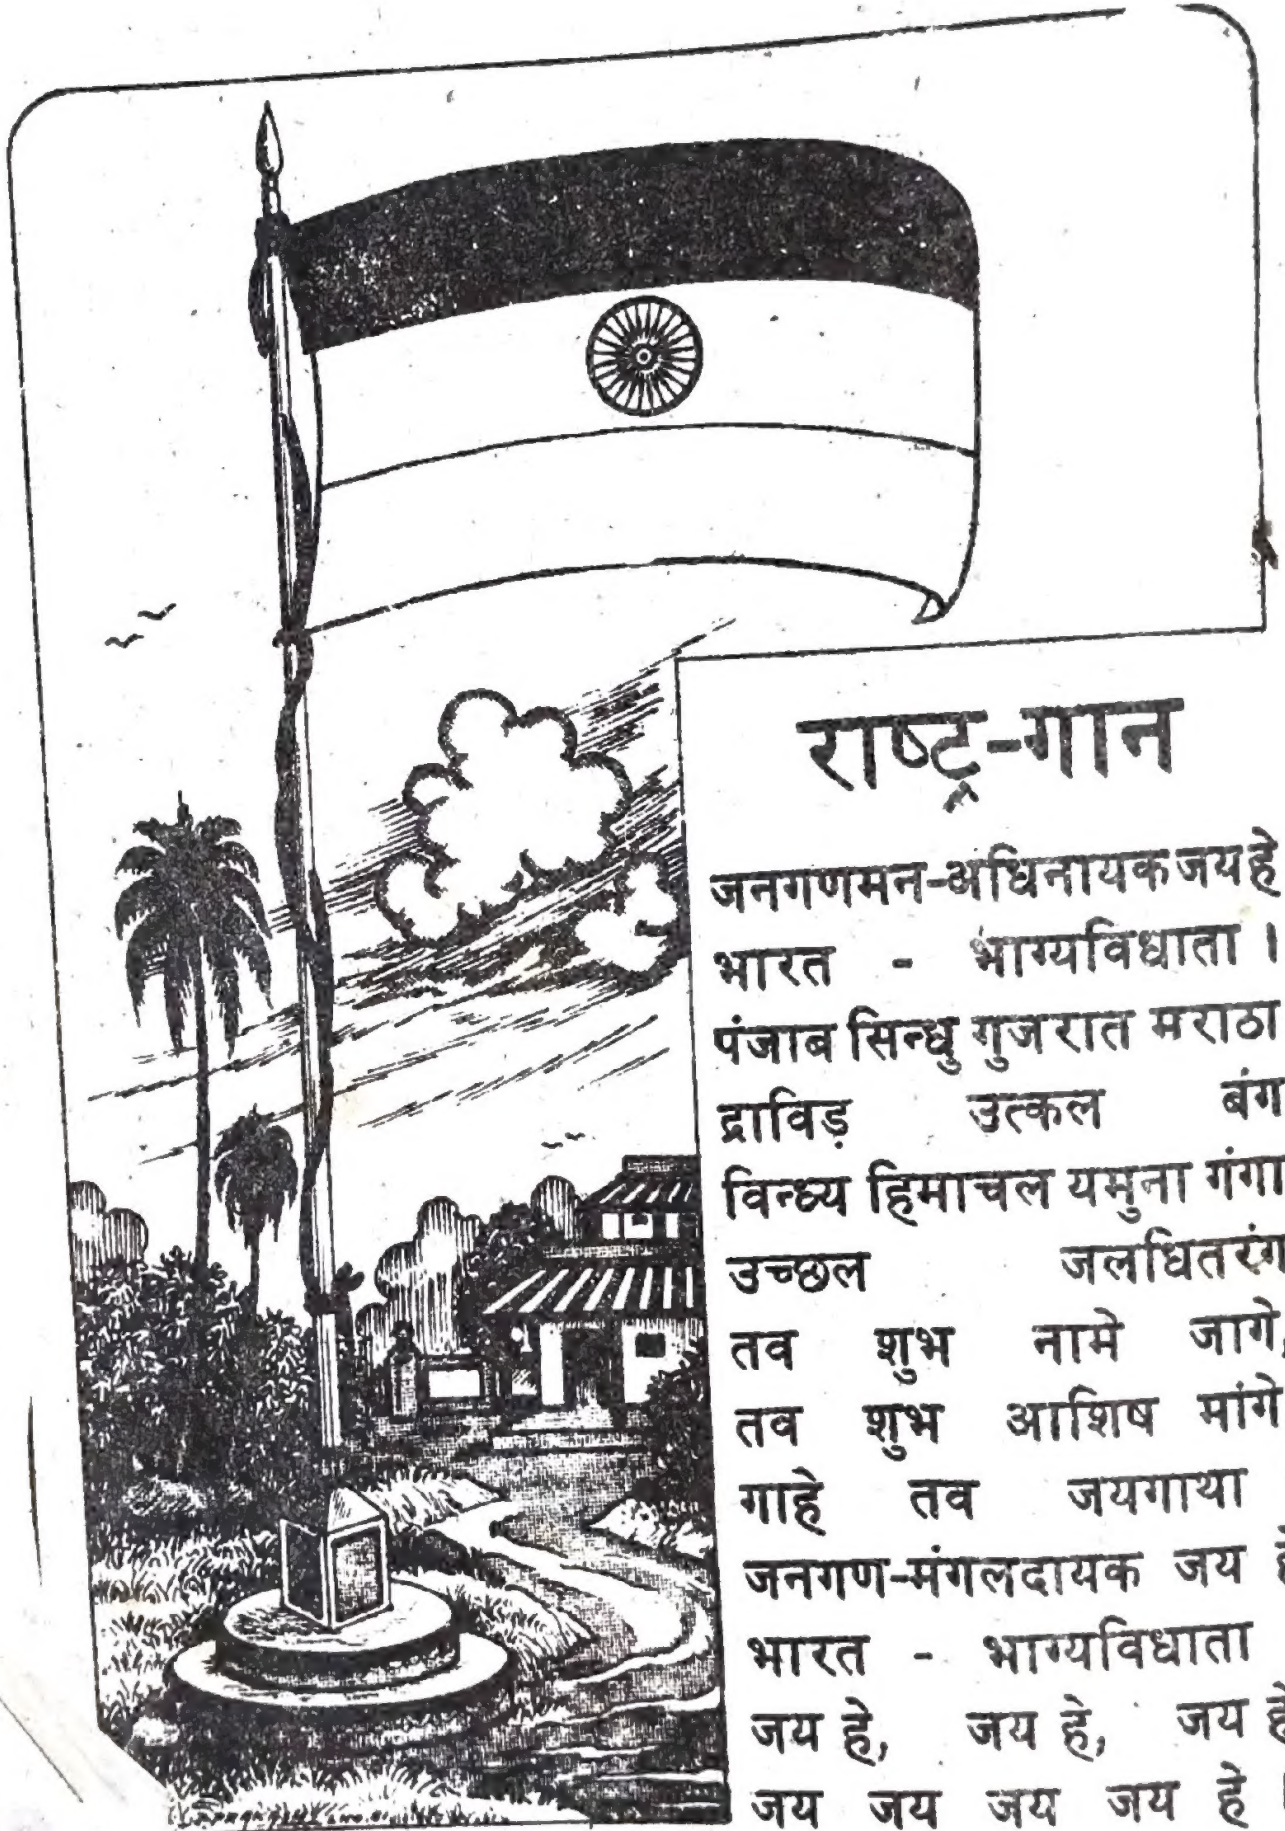 राष्ट्र-गान
जनगणमन-अधिनायक जय हे
भारत - भाग्यविधाता ।
पंजाब सिन्धु गुजरात मराठा
द्राविड़ उत्कल बंग
विन्ध्य हिमाचल यमुना गंगा
उच्छल जलधितरंग
तव शुभ नामे जागे,
तव शुभ आशिष मांगे
गाहे तव जयगाथा
जनगण-मंगलदायक जय हे
भारत - भाग्यविधाता
जय हे, जय हे, जय हे
जय जय जय जय हे ।